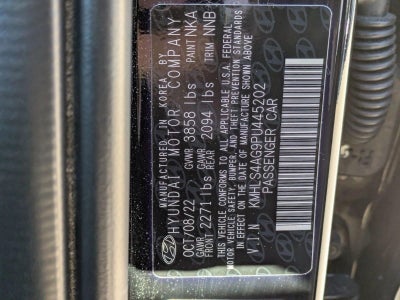 MANUFACTURED IN KOREA BY
HYUNDAI MOTOR COMPANY
OCT/08/22 GVWR 3858 lbs PAINT NKA
GAWR FRONT 2271 lbs GAWR REAR 2094 lbs TRIM NNB
THIS VEHICLE CONFORMS TO ALL APPLICABLE U.S.A. FEDERAL
MOTOR VEHICLE SAFETY, BUMPER, AND THEFT PREVENTION
STANDARDS IN EFFECT ON THE DATE OF MANUFACTURE SHOWN ABOVE.
V.I.N: KMHLS4AG9PU445202
PASSENGER CAR